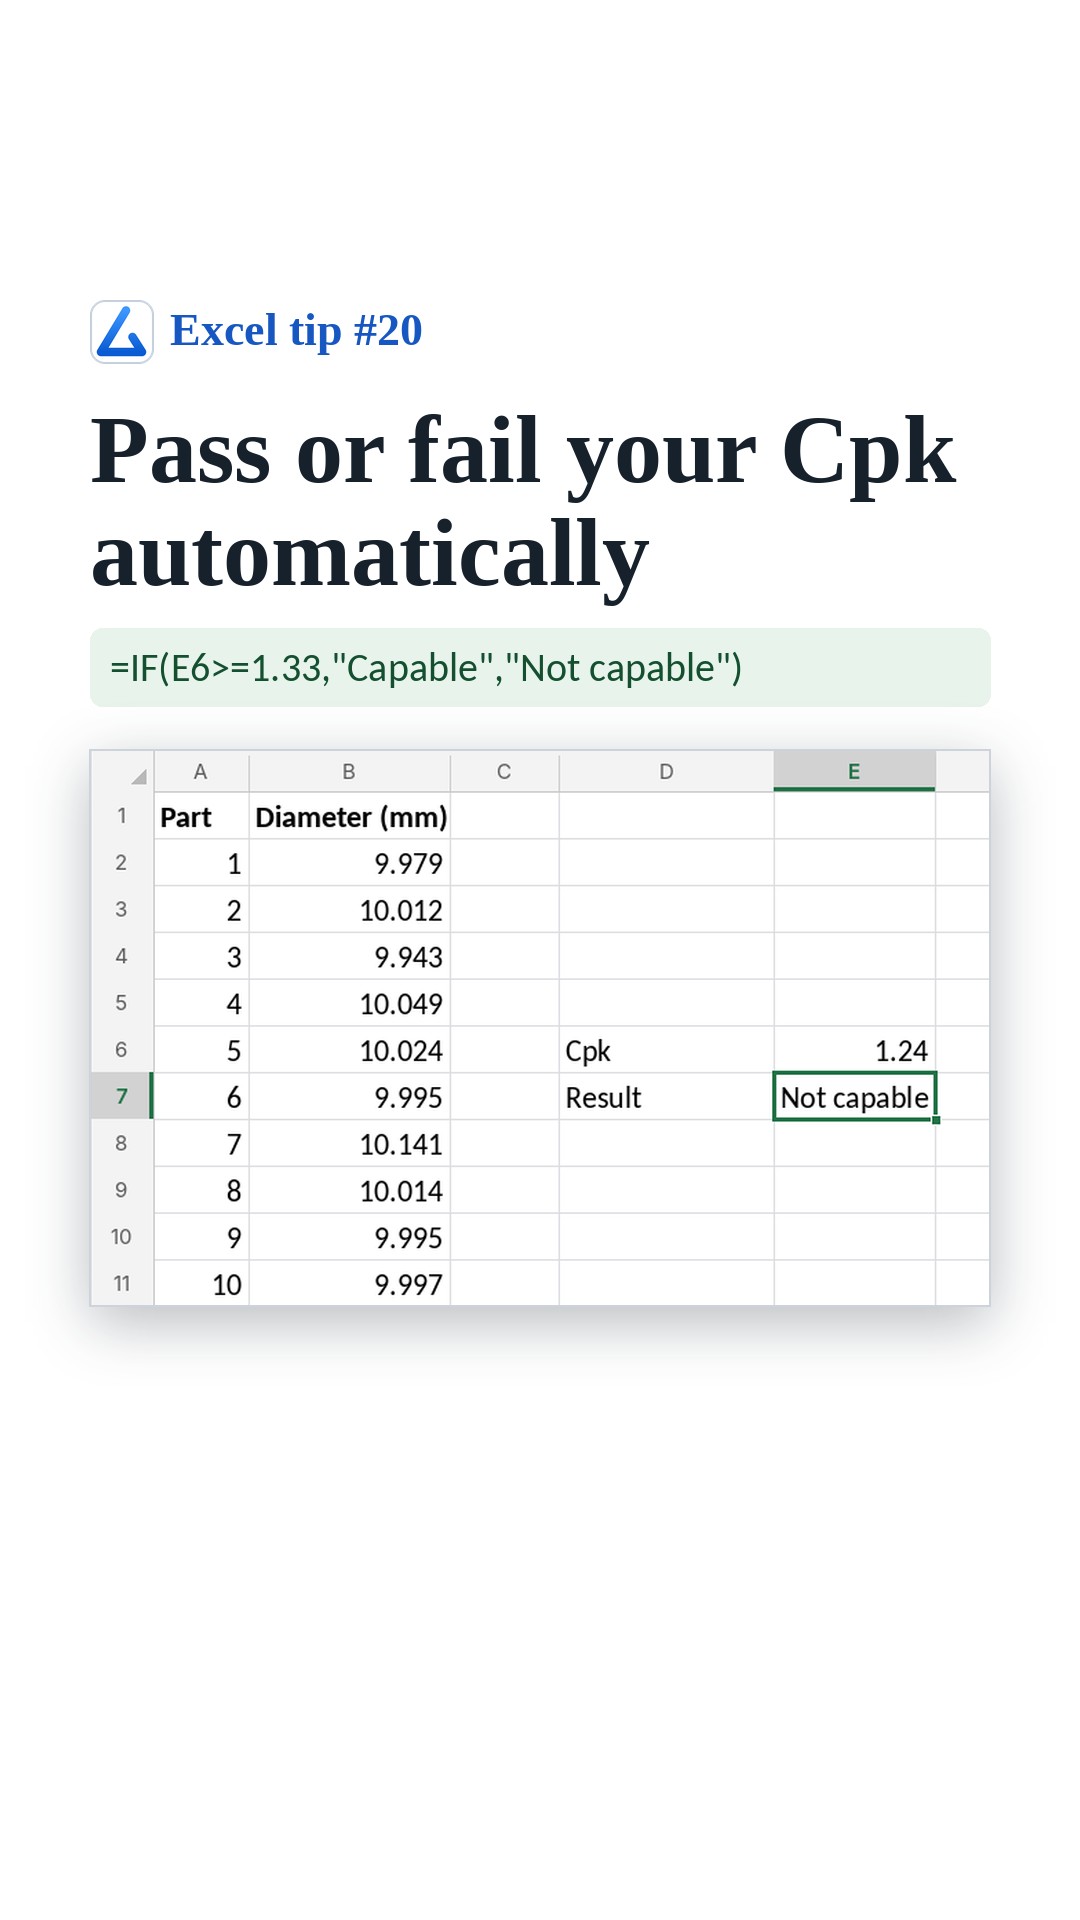 Excel tip #20
Pass or fail your Cpk
automatically
=IF(E6>=1.33,"Capable","Not capable")
A B C D E
1 Part Diameter (mm)
2 1 9.979
3 2 10.012
4 3 9.943
5 4 10.049
6 5 10.024 Cpk 1.24
7 6 9.995 Result Not capable
8 7 10.141
9 8 10.014
10 9 9.995
11 10 9.997